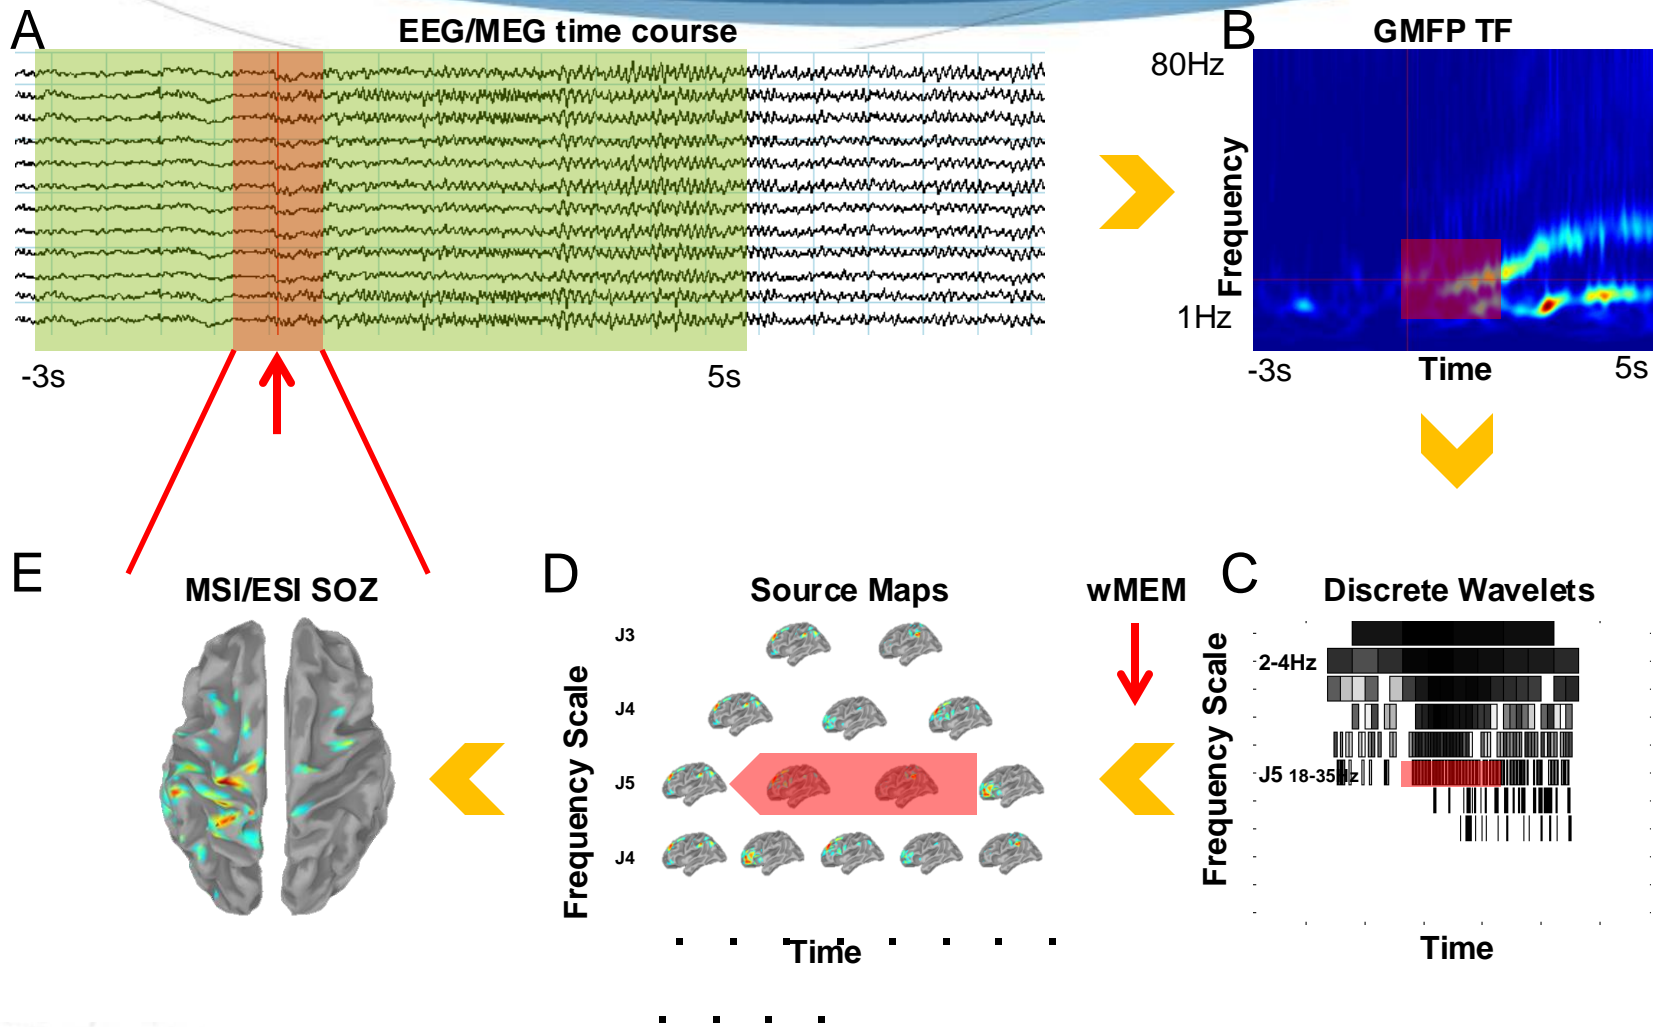 A
EEG/MEG time course
-3s
5s
B
GMFP TF
80Hz
Frequency
1Hz
-3s
Time
5s
E
MSI/ESI SOZ
D
Source Maps
wMEM
J3
J4
J5
J4
Frequency Scale
Time
C
Discrete Wavelets
2-4Hz
J5 18-35Hz
Frequency Scale
Time